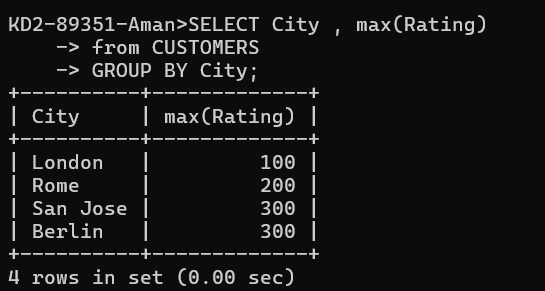 KD2-89351-Aman>SELECT City , max(Rating)
    -> from CUSTOMERS
    -> GROUP BY City;
+----------+-------------+
| City     | max(Rating) |
+----------+-------------+
| London   |         100 |
| Rome     |         200 |
| San Jose |         300 |
| Berlin   |         300 |
+----------+-------------+
4 rows in set (0.00 sec)